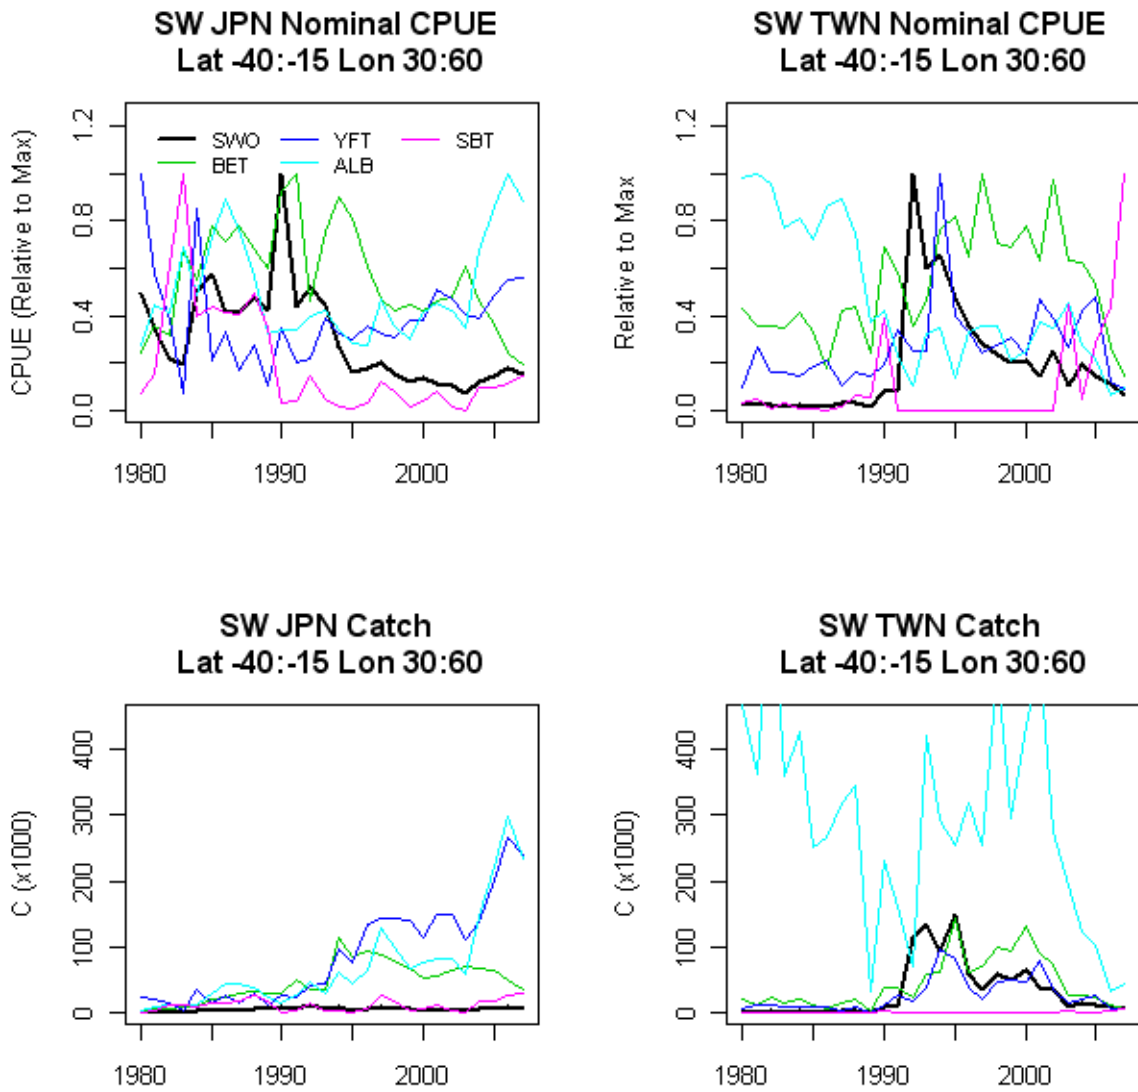 SW JPN Nominal CPUE
Lat -40:-15 Lon 30:60
CPUE (Relative to Max)
0.0 0.4 0.8 1.2
SWO YFT SBT
BET ALB
1980 1990 2000
SW TWN Nominal CPUE
Lat -40:-15 Lon 30:60
Relative to Max
0.0 0.4 0.8 1.2
1980 1990 2000
SW JPN Catch
Lat -40:-15 Lon 30:60
C (x1000)
0 100 200 300 400
1980 1990 2000
SW TWN Catch
Lat -40:-15 Lon 30:60
C (x1000)
0 100 200 300 400
1980 1990 2000